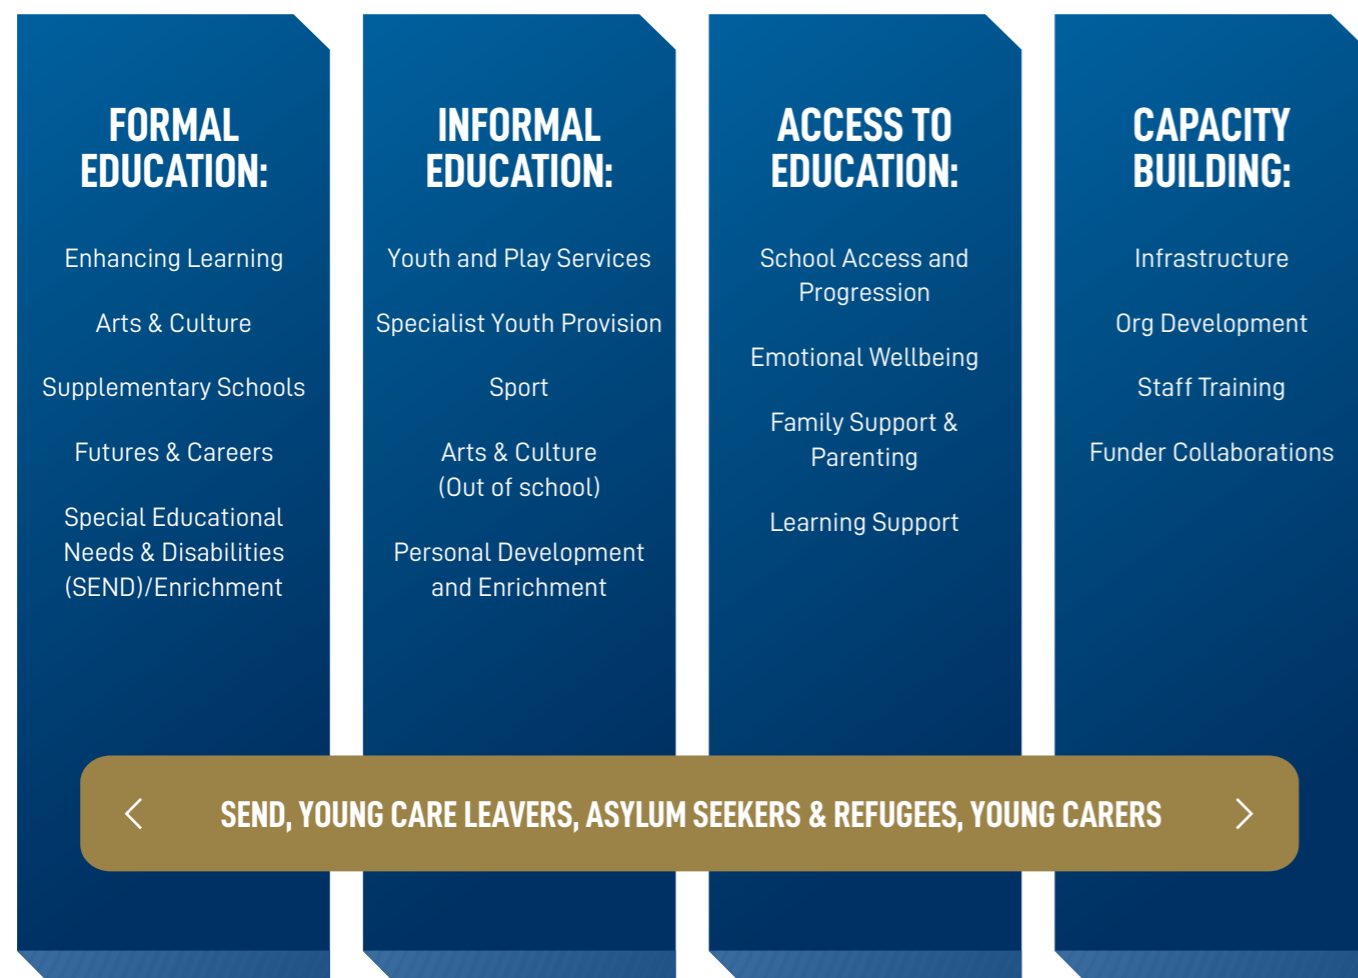 FORMAL
EDUCATION:
Enhancing Learning
Arts & Culture
Supplementary Schools
Futures & Careers
Special Educational
Needs & Disabilities
(SEND)/Enrichment
INFORMAL
EDUCATION:
Youth and Play Services
Specialist Youth Provision
Sport
Arts & Culture
(Out of school)
Personal Development
and Enrichment
ACCESS TO
EDUCATION:
School Access and
Progression
Emotional Wellbeing
Family Support &
Parenting
Learning Support
CAPACITY
BUILDING:
Infrastructure
Org Development
Staff Training
Funder Collaborations
SEND, YOUNG CARE LEAVERS, ASYLUM SEEKERS & REFUGEES, YOUNG CARERS